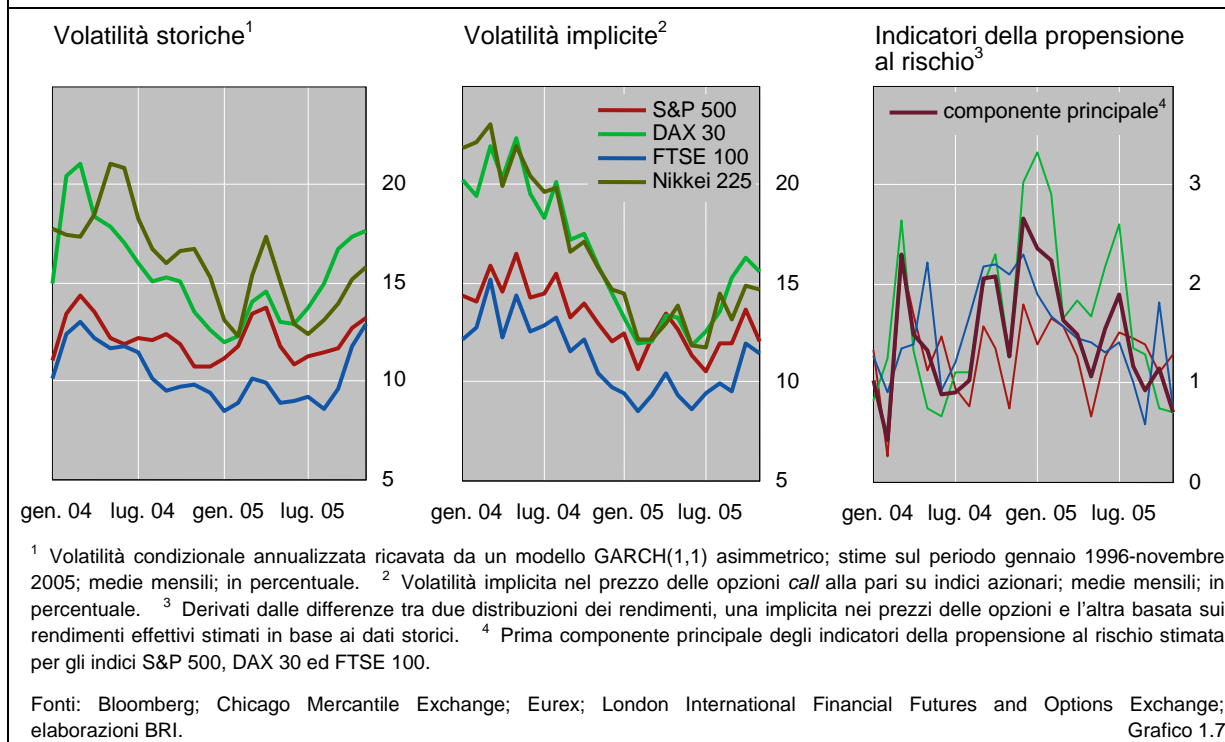 Volatilità storiche1
Volatilità implicite2
Indicatori della propensione
al rischio3
S&P 500
DAX 30
FTSE 100
Nikkei 225
componente principale4
20
15
10
5
20
15
10
5
3
2
1
0
gen. 04 lug. 04 gen. 05 lug. 05
gen. 04 lug. 04 gen. 05 lug. 05
gen. 04 lug. 04 gen. 05 lug. 05
1 Volatilità condizionale annualizzata ricavata da un modello GARCH(1,1) asimmetrico; stime sul periodo gennaio 1996-novembre
2005; medie mensili; in percentuale. 2 Volatilità implicita nel prezzo delle opzioni call alla pari su indici azionari; medie mensili; in
percentuale. 3 Derivati dalle differenze tra due distribuzioni dei rendimenti, una implicita nei prezzi delle opzioni e l'altra basata sui
rendimenti effettivi stimati in base ai dati storici. 4 Prima componente principale degli indicatori della propensione al rischio stimata
per gli indici S&P 500, DAX 30 ed FTSE 100.
Fonti: Bloomberg; Chicago Mercantile Exchange; Eurex; London International Financial Futures and Options Exchange;
elaborazioni BRI. Grafico 1.7